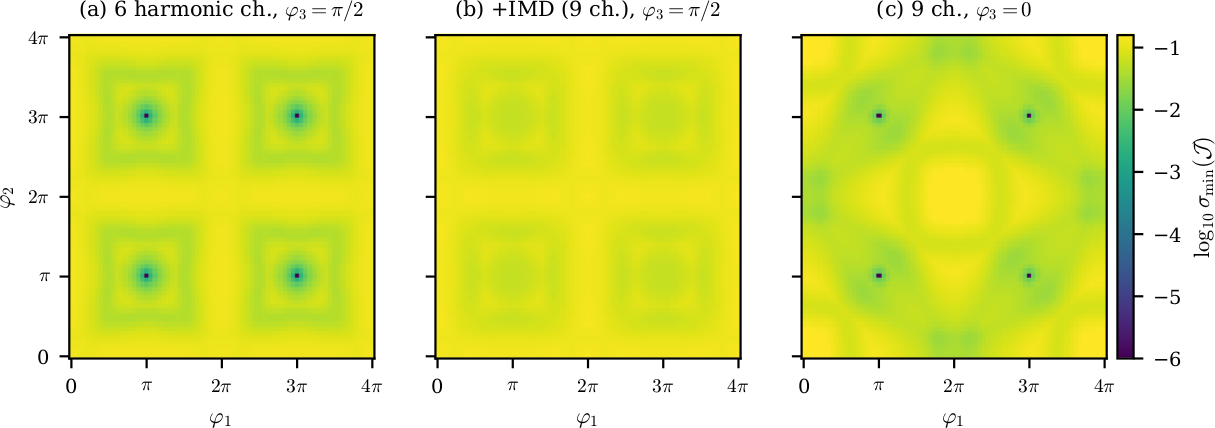 (a) 6 harmonic ch., φ₃ = π/2
(b) +IMD (9 ch.), φ₃ = π/2
(c) 9 ch., φ₃ = 0
4π
3π
2π
π
0
φ₂
0 π 2π 3π 4π
φ₁
0 π 2π 3π 4π
φ₁
0 π 2π 3π 4π
φ₁
−1
−2
−3
−4
−5
−6
log₁₀ σ_min(𝒥)